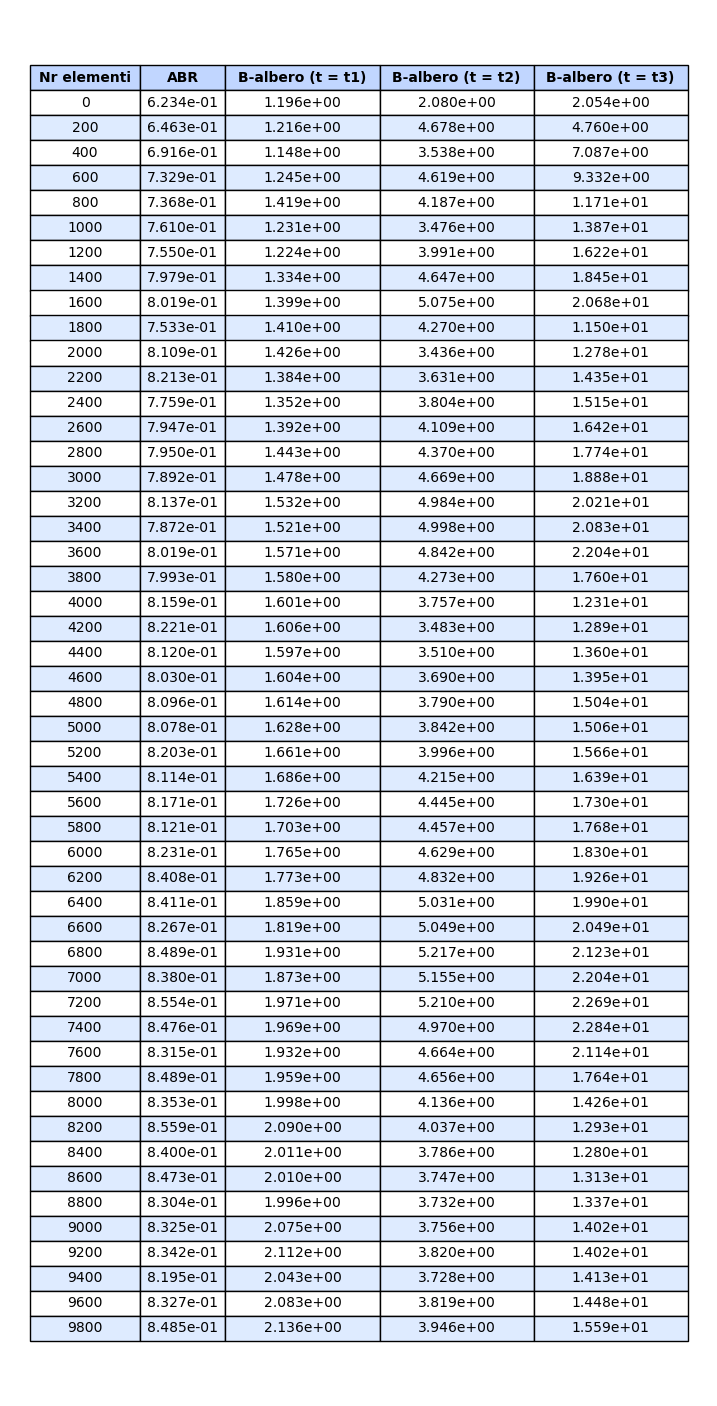 Nr elementi ABR B-albero (t = t1) B-albero (t = t2) B-albero (t = t3)
0 6.234e-01 1.196e+00 2.080e+00 2.054e+00
200 6.463e-01 1.216e+00 4.678e+00 4.760e+00
400 6.916e-01 1.148e+00 3.538e+00 7.087e+00
600 7.329e-01 1.245e+00 4.619e+00 9.332e+00
800 7.368e-01 1.419e+00 4.187e+00 1.171e+01
1000 7.610e-01 1.231e+00 3.476e+00 1.387e+01
1200 7.550e-01 1.224e+00 3.991e+00 1.622e+01
1400 7.979e-01 1.334e+00 4.647e+00 1.845e+01
1600 8.019e-01 1.399e+00 5.075e+00 2.068e+01
1800 7.533e-01 1.410e+00 4.270e+00 1.150e+01
2000 8.109e-01 1.426e+00 3.436e+00 1.278e+01
2200 8.213e-01 1.384e+00 3.631e+00 1.435e+01
2400 7.759e-01 1.352e+00 3.804e+00 1.515e+01
2600 7.947e-01 1.392e+00 4.109e+00 1.642e+01
2800 7.950e-01 1.443e+00 4.370e+00 1.774e+01
3000 7.892e-01 1.478e+00 4.669e+00 1.888e+01
3200 8.137e-01 1.532e+00 4.984e+00 2.021e+01
3400 7.872e-01 1.521e+00 4.998e+00 2.083e+01
3600 8.019e-01 1.571e+00 4.842e+00 2.204e+01
3800 7.993e-01 1.580e+00 4.273e+00 1.760e+01
4000 8.159e-01 1.601e+00 3.757e+00 1.231e+01
4200 8.221e-01 1.606e+00 3.483e+00 1.289e+01
4400 8.120e-01 1.597e+00 3.510e+00 1.360e+01
4600 8.030e-01 1.604e+00 3.690e+00 1.395e+01
4800 8.096e-01 1.614e+00 3.790e+00 1.504e+01
5000 8.078e-01 1.628e+00 3.842e+00 1.506e+01
5200 8.203e-01 1.661e+00 3.996e+00 1.566e+01
5400 8.114e-01 1.686e+00 4.215e+00 1.639e+01
5600 8.171e-01 1.726e+00 4.445e+00 1.730e+01
5800 8.121e-01 1.703e+00 4.457e+00 1.768e+01
6000 8.231e-01 1.765e+00 4.629e+00 1.830e+01
6200 8.408e-01 1.773e+00 4.832e+00 1.926e+01
6400 8.411e-01 1.859e+00 5.031e+00 1.990e+01
6600 8.267e-01 1.819e+00 5.049e+00 2.049e+01
6800 8.489e-01 1.931e+00 5.217e+00 2.123e+01
7000 8.380e-01 1.873e+00 5.155e+00 2.204e+01
7200 8.554e-01 1.971e+00 5.210e+00 2.269e+01
7400 8.476e-01 1.969e+00 4.970e+00 2.284e+01
7600 8.315e-01 1.932e+00 4.664e+00 2.114e+01
7800 8.489e-01 1.959e+00 4.656e+00 1.764e+01
8000 8.353e-01 1.998e+00 4.136e+00 1.426e+01
8200 8.559e-01 2.090e+00 4.037e+00 1.293e+01
8400 8.400e-01 2.011e+00 3.786e+00 1.280e+01
8600 8.473e-01 2.010e+00 3.747e+00 1.313e+01
8800 8.304e-01 1.996e+00 3.732e+00 1.337e+01
9000 8.325e-01 2.075e+00 3.756e+00 1.402e+01
9200 8.342e-01 2.112e+00 3.820e+00 1.402e+01
9400 8.195e-01 2.043e+00 3.728e+00 1.413e+01
9600 8.327e-01 2.083e+00 3.819e+00 1.448e+01
9800 8.485e-01 2.136e+00 3.946e+00 1.559e+01